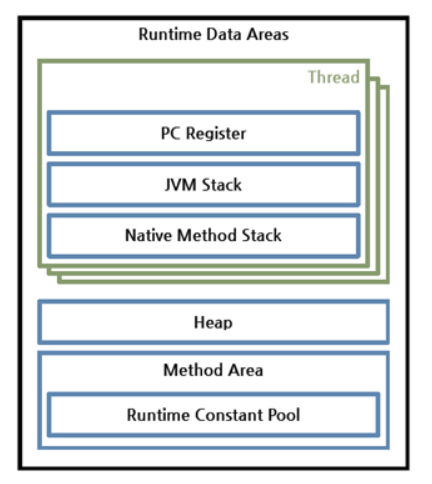 Runtime Data Areas
Thread
PC Register
JVM Stack
Native Method Stack
Heap
Method Area
Runtime Constant Pool